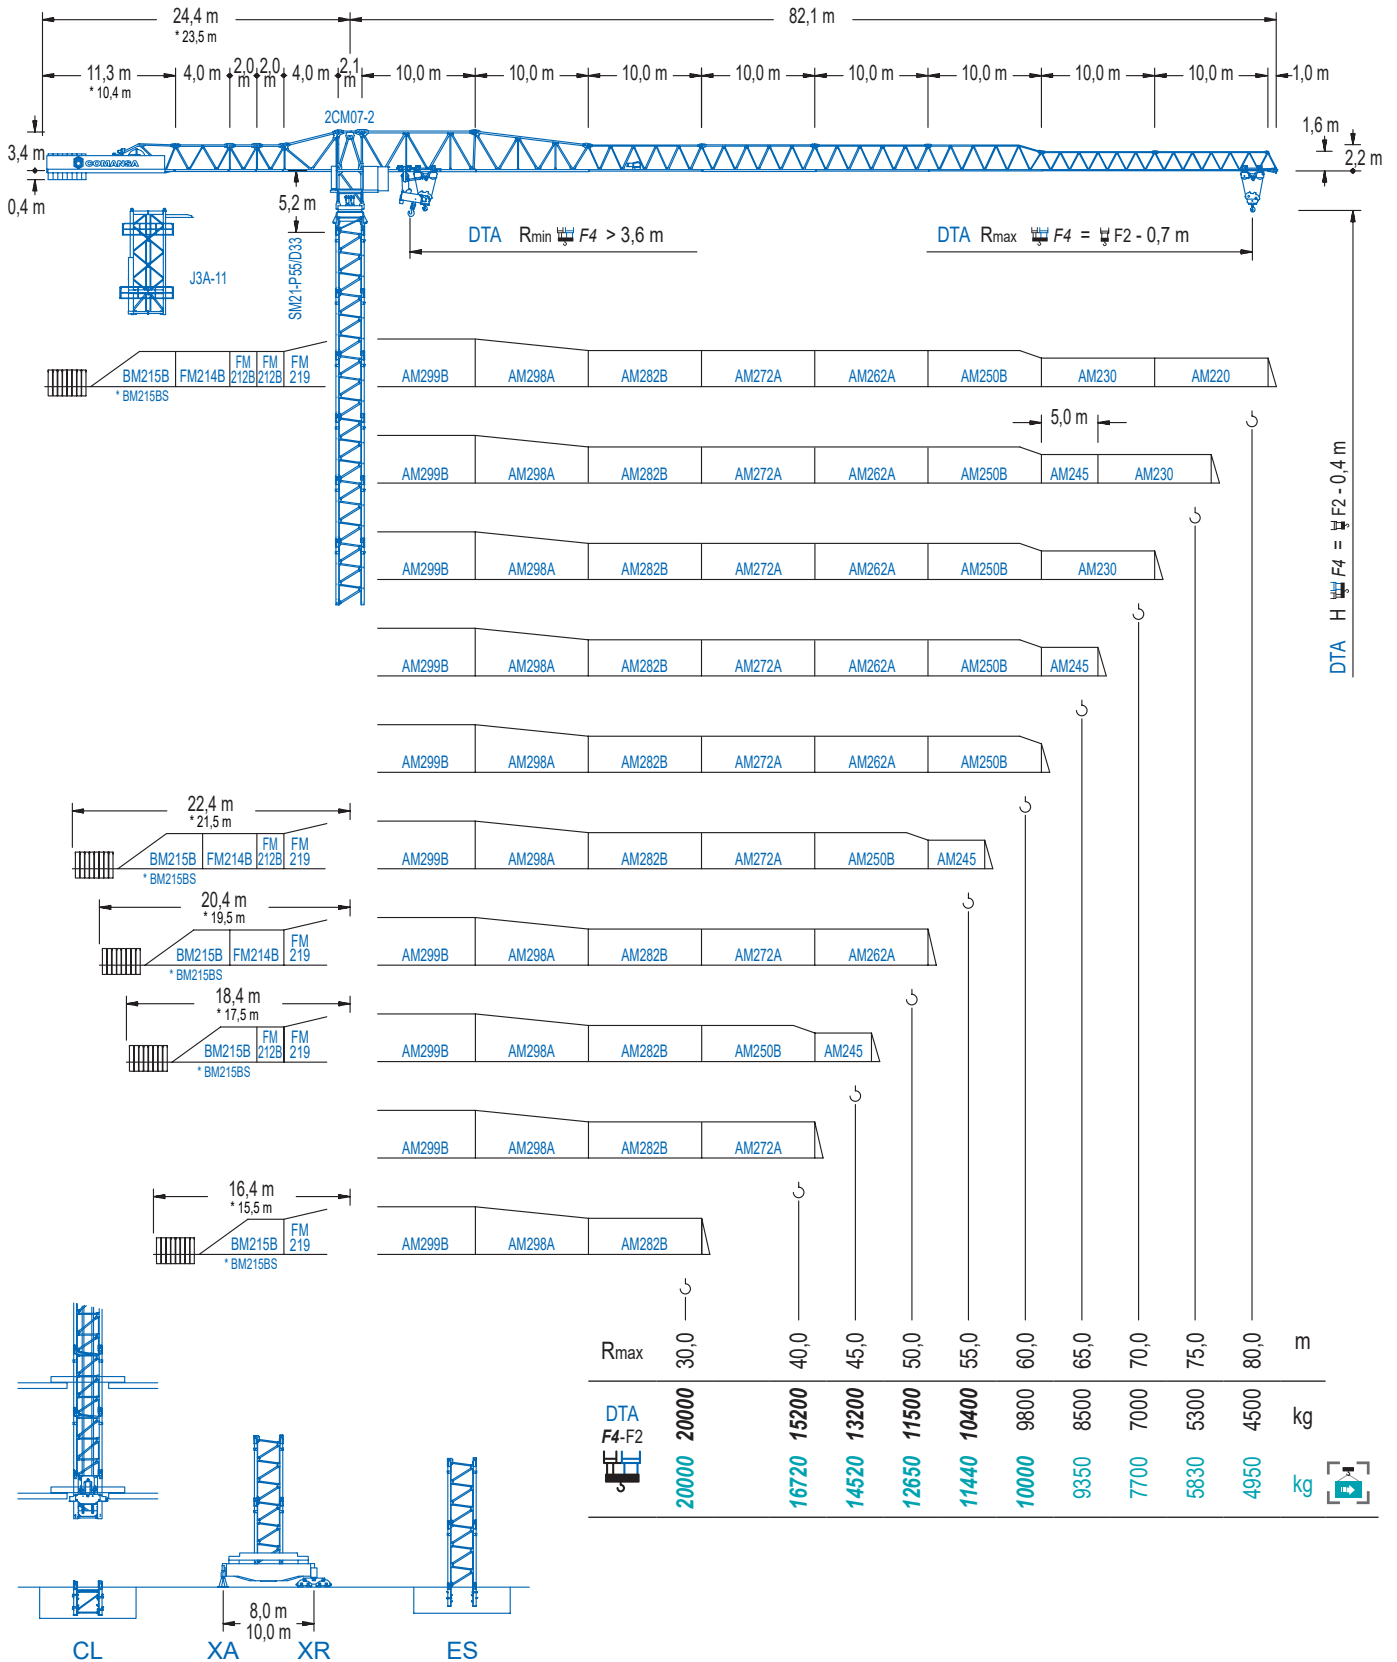 24,4 m
* 23,5 m
82,1 m
11,3 m
* 10,4 m
4,0 m
2,0 m
2,0 m
4,0 m
2,1 m
10,0 m
10,0 m
10,0 m
10,0 m
10,0 m
10,0 m
10,0 m
10,0 m
1,0 m
2CM07-2
COMANSA
3,4 m
0,4 m
1,6 m
2,2 m
5,2 m
DTA Rmin F4 > 3,6 m
DTA Rmax F4 = F2 - 0,7 m
J3A-11
SM21-P55/D33
DTA H F4 = F2 - 0,4 m
BM215B FM214B FM 212B FM 212B FM 219 AM299B AM298A AM282B AM272A AM262A AM250B AM230 AM220
* BM215BS
5,0 m
AM299B AM298A AM282B AM272A AM262A AM250B AM245 AM230
AM299B AM298A AM282B AM272A AM262A AM250B AM230
AM299B AM298A AM282B AM272A AM262A AM250B AM245
AM299B AM298A AM282B AM272A AM262A AM250B
22,4 m
* 21,5 m
BM215B FM214B FM 212B FM 219 AM299B AM298A AM282B AM272A AM250B AM245
* BM215BS
20,4 m
* 19,5 m
BM215B FM214B FM 219 AM299B AM298A AM282B AM272A AM262A
* BM215BS
18,4 m
* 17,5 m
BM215B FM 212B FM 219 AM299B AM298A AM282B AM250B AM245
* BM215BS
AM299B AM298A AM282B AM272A
16,4 m
* 15,5 m
BM215B FM 219 AM299B AM298A AM282B
* BM215BS
Rmax 30,0 40,0 45,0 50,0 55,0 60,0 65,0 70,0 75,0 80,0 m
DTA 20000 15200 13200 11500 10400 9800 8500 7000 5300 4500 kg
F4-F2
20000 16720 14520 12650 11440 10000 9350 7700 5830 4950 kg
8,0 m
10,0 m
CL XA XR ES